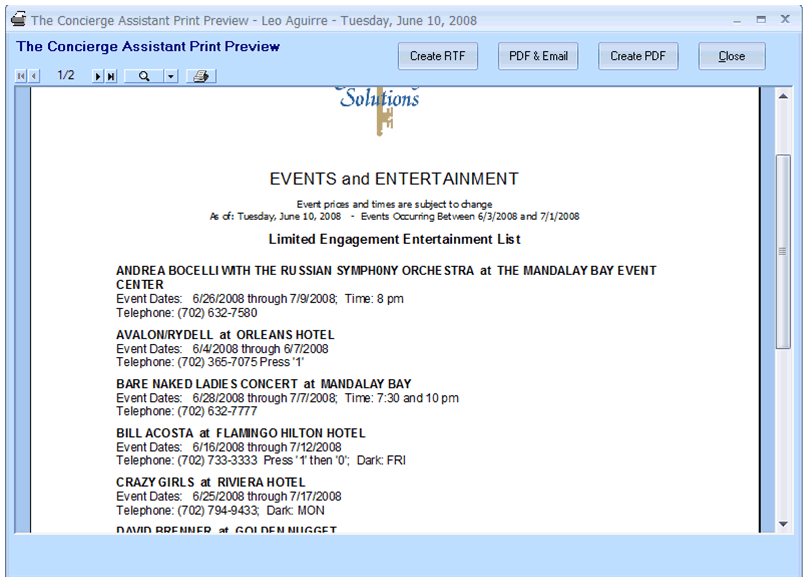 The Concierge Assistant Print Preview - Leo Aguirre - Tuesday, June 10, 2008
The Concierge Assistant Print Preview
Create RTF
PDF & Email
Create PDF
Close
1/2
Solutions
EVENTS and ENTERTAINMENT
Event prices and times are subject to change
As of: Tuesday, June 10, 2008 - Events Occurring Between 6/3/2008 and 7/1/2008
Limited Engagement Entertainment List
ANDREA BOCELLI WITH THE RUSSIAN SYMPH0NY ORCHESTRA at THE MANDALAY BAY EVENT
CENTER
Event Dates: 6/26/2008 through 7/9/2008; Time: 8 pm
Telephone: (702) 632-7580
AVALON/RYDELL at ORLEANS HOTEL
Event Dates: 6/4/2008 through 6/7/2008
Telephone: (702) 365-7075 Press '1'
BARE NAKED LADIES CONCERT at MANDALAY BAY
Event Dates: 6/28/2008 through 7/7/2008; Time: 7:30 and 10 pm
Telephone: (702) 632-7777
BILL ACOSTA at FLAMINGO HILTON HOTEL
Event Dates: 6/16/2008 through 7/12/2008
Telephone: (702) 733-3333 Press '1' then '0'; Dark: FRI
CRAZY GIRLS at RIVIERA HOTEL
Event Dates: 6/25/2008 through 7/17/2008
Telephone: (702) 794-9433; Dark: MON
DAVID BRENNER at GOLDEN NUGGET